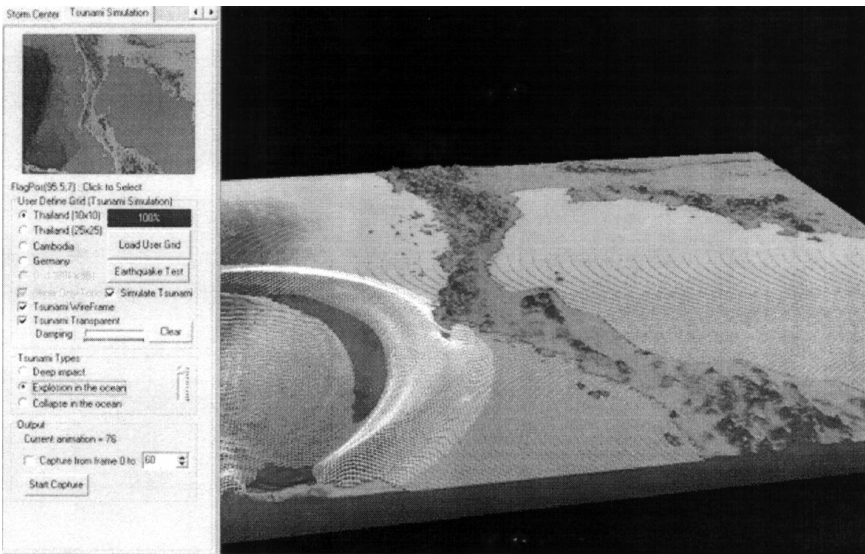 Storm Center Tsunami Simulation
FlagPos(95.5,7) : Click to Select
User Define Grid (Tsunami Simulation)
Thailand (10x10)
100%
Thailand (25x25)
Cambodia
Load User Grid
Germany
Earthquake Test
Simulate Tsunami
Tsunami WireFrame
Tsunami Transparent
Damping
Clear
Tsunami Types
Deep impact
Explosion in the ocean
Collapse in the ocean
Output
Current animation = 76
Capture from frame 0 to 60
Start Capture